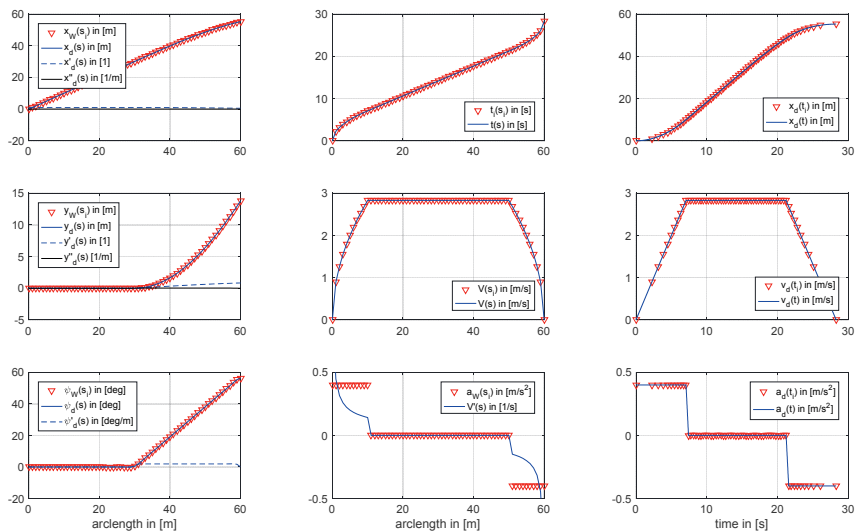 60
40
20
0
-20
0
20
40
60
x_W(s_i) in [m]
x_d(s) in [m]
x'_d(s) in [1]
x"_d(s) in [1/m]
30
20
10
0
0
20
40
60
t_i(s_i) in [s]
t(s) in [s]
60
40
20
0
-20
0
10
20
30
x_d(t_i) in [m]
x_d(t) in [m]
15
10
5
0
-5
0
20
40
60
y_W(s_i) in [m]
y_d(s) in [m]
y'_d(s) in [1]
y"_d(s) [1/m]
3
2
1
0
0
20
40
60
V(s_i) in [m/s]
V(s) in [m/s]
3
2
1
0
0
10
20
30
v_d(t_i) in [m/s]
v_d(t) in [m/s]
60
40
20
0
-20
0
20
40
60
ψ_W(s_i) in [deg]
ψ_d(s) in [deg]
ψ'_d(s) in [deg/m]
arclength in [m]
0.5
0
-0.5
0
20
40
60
a_W(s_i) in [m/s²]
V'(s) in [1/s]
arclength in [m]
0.5
0
-0.5
0
10
20
30
a_d(t_i) in [m/s²]
a_d(t) in [m/s²]
time in [s]